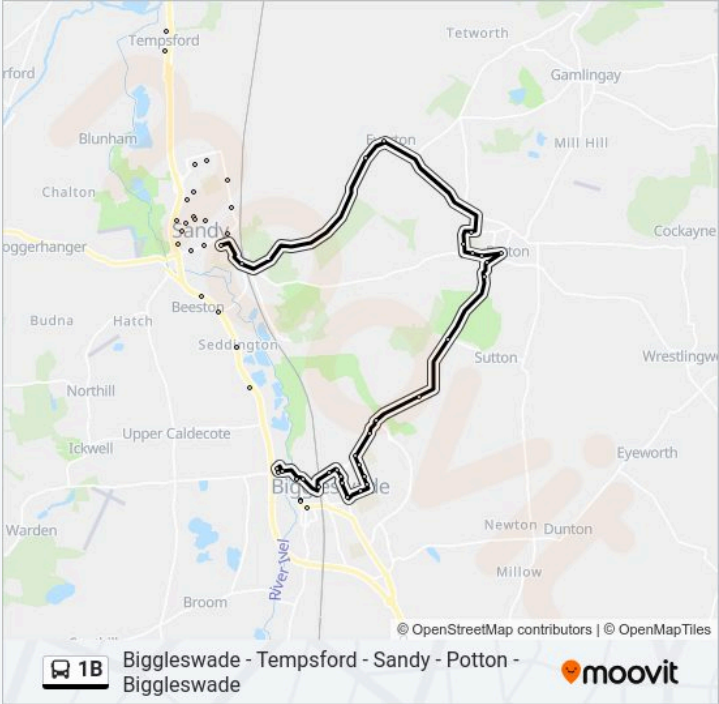 Tetworth
Tempsford
rford
Gamlingay
Blunham
Everton
Mill Hill
Chalton
Sandy
Cockayne
oggerhanger
Beeston
Budna
Hatch
Seddington
Sutton
Wrestlingw
Northill
Upper Caldecote
Ickwell
Eyeworth
Biggleswade
Warden
Newton
Dunton
River Ivel
Millow
Broom
© OpenStreetMap contributors | © OpenMapTiles
1B
Biggleswade - Tempsford - Sandy - Potton -
Biggleswade
moovit